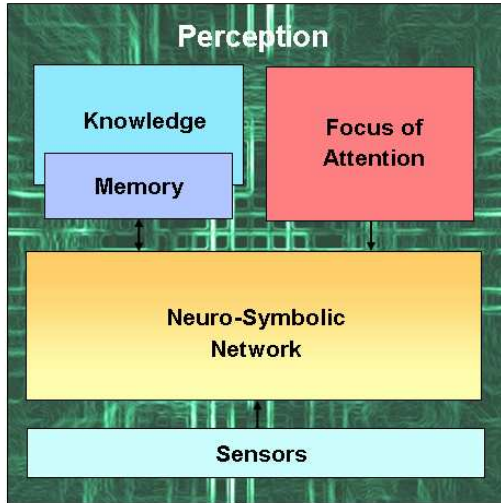 Perception
Knowledge
Memory
Focus of
Attention
Neuro-Symbolic
Network
Sensors